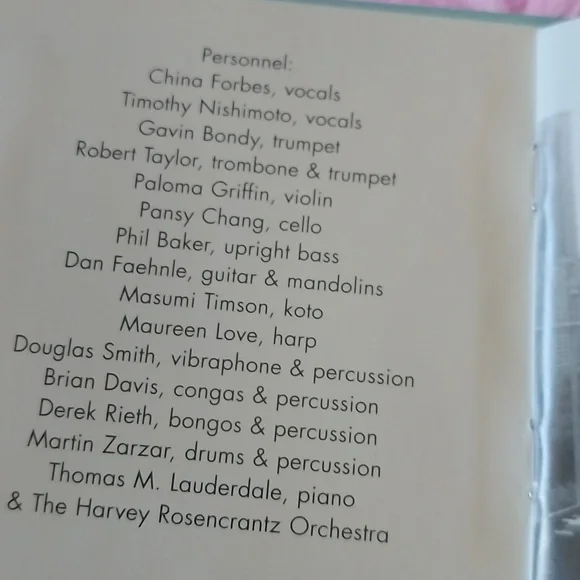 Personnel:
China Forbes, vocals
Timothy Nishimoto, vocals
Gavin Bondy, trumpet
Robert Taylor, trombone & trumpet
Paloma Griffin, violin
Pansy Chang, cello
Phil Baker, upright bass
Dan Faehnle, guitar & mandolins
Masumi Timson, koto
Maureen Love, harp
Douglas Smith, vibraphone & percussion
Brian Davis, congas & percussion
Derek Rieth, bongos & percussion
Martin Zarzar, drums & percussion
Thomas M. Lauderdale, piano
& The Harvey Rosencrantz Orchestra